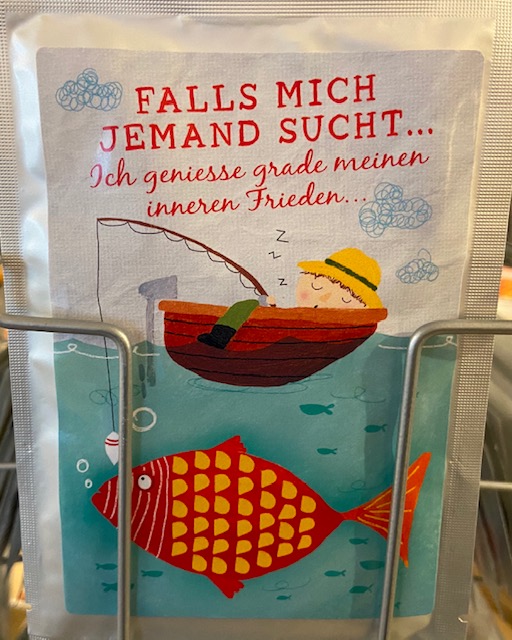 FALLS MICH
JEMAND SUCHT...
Ich geniesse grade meinen
inneren Frieden...
z
z
z